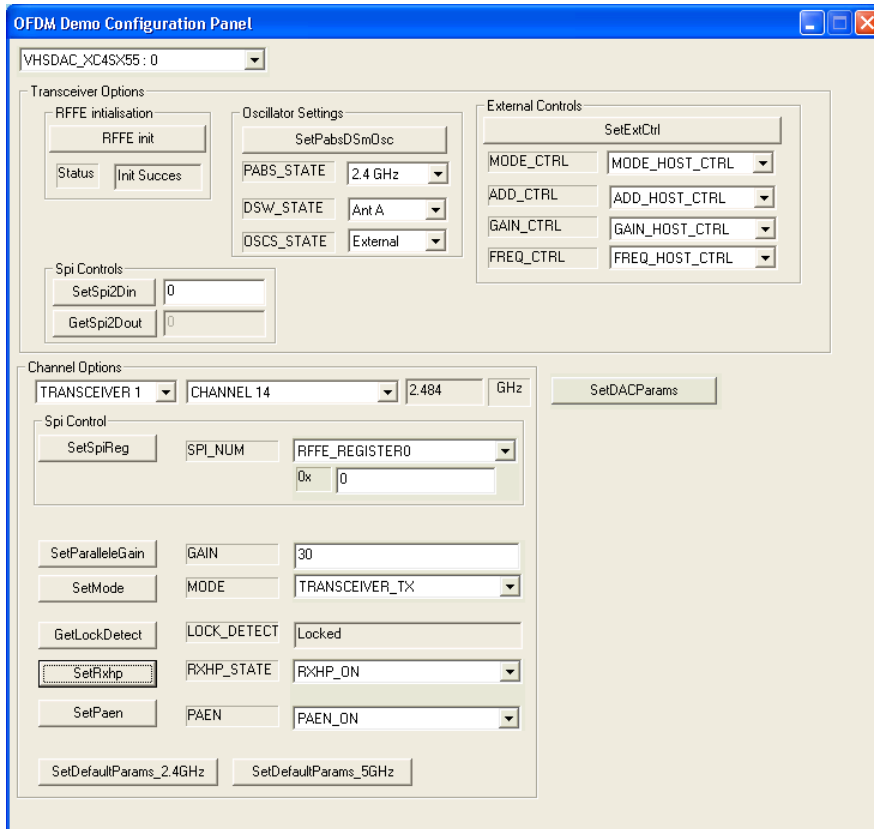 OFDM Demo Configuration Panel
VHSDAC_XC4SX55 : 0
Transceiver Options
RFFE intialisation
RFFE init
Status
Init Succes
Oscillator Settings
SetPabsDSmOsc
PABS_STATE
2.4 GHz
DSW_STATE
Ant A
OSCS_STATE
External
External Controls
SetExtCtrl
MODE_CTRL
MODE_HOST_CTRL
ADD_CTRL
ADD_HOST_CTRL
GAIN_CTRL
GAIN_HOST_CTRL
FREQ_CTRL
FREQ_HOST_CTRL
Spi Controls
SetSpi2Din
0
GetSpi2Dout
0
Channel Options
TRANSCEIVER 1
CHANNEL 14
2.484
GHz
SetDACParams
Spi Control
SetSpiReg
SPI_NUM
RFFE_REGISTER0
0x
0
SetParalleleGain
GAIN
30
SetMode
MODE
TRANSCEIVER_TX
GetLockDetect
LOCK_DETECT
Locked
SetRxhp
RXHP_STATE
RXHP_ON
SetPaen
PAEN
PAEN_ON
SetDefaultParams_2.4GHz
SetDefaultParams_5GHz